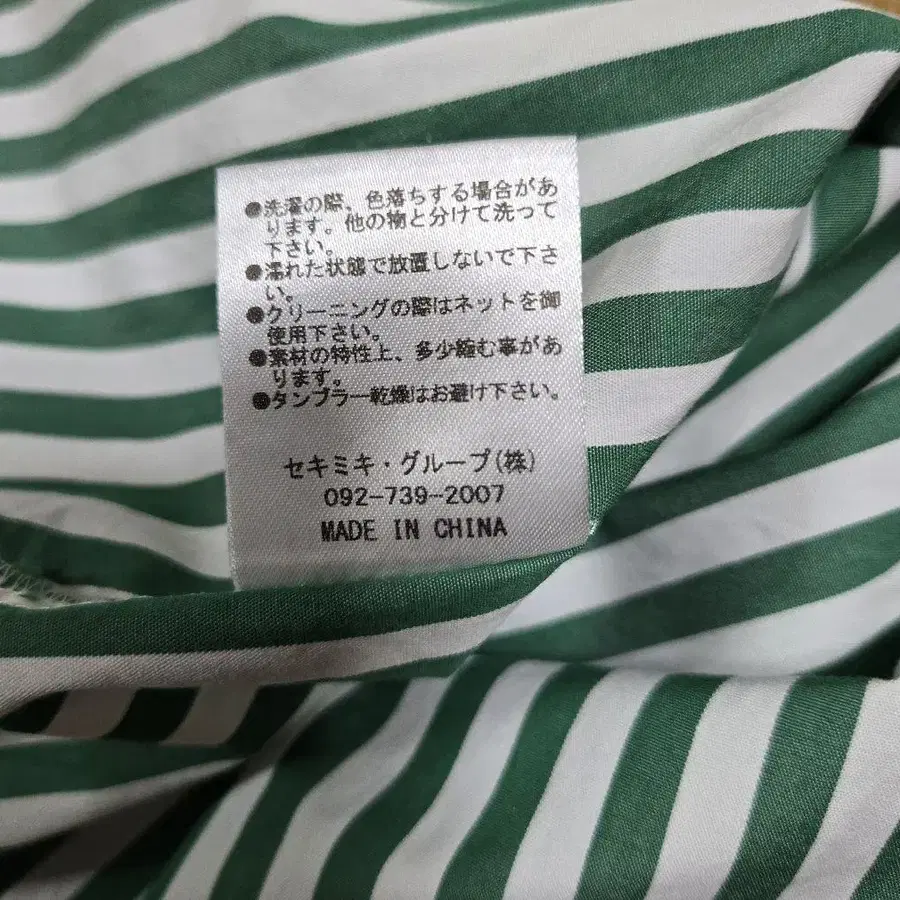 ●洗濯の際、色落ちする場合があ
ります。他の物と分けて洗って
下さい。
●濡れた状態で放置しないで下さ
い。
●クリーニングの際はネットを御
使用下さい。
●素材の特性上、多少縮む事があ
ります。
●タンブラー乾燥はお避け下さい。
セキミキ・グループ(株)
092-739-2007
MADE IN CHINA